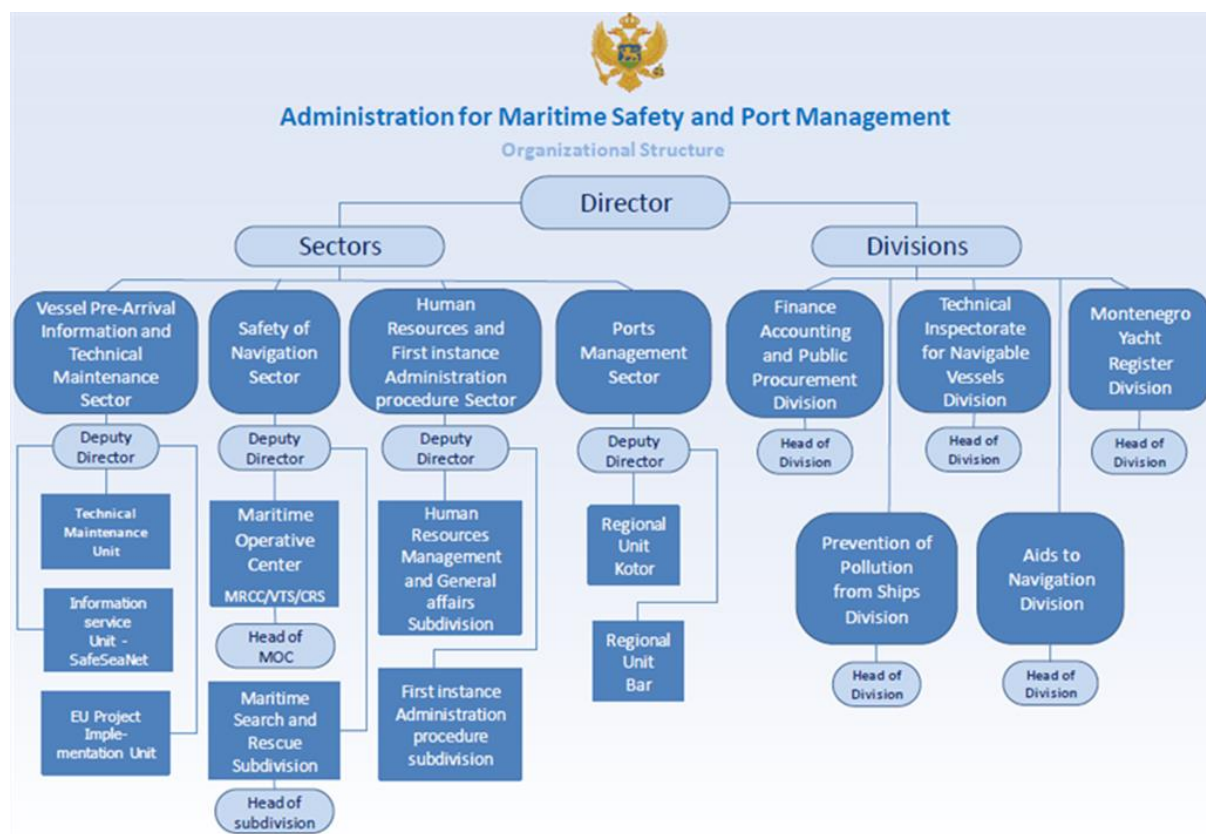 Administration for Maritime Safety and Port Management
Organizational Structure
Director
Sectors
Divisions
Vessel Pre-Arrival
Information and
Technical
Maintenance
Sector
Safety of
Navigation
Sector
Human
Resources and
First instance
Administration
procedure Sector
Ports
Management
Sector
Finance
Accounting
and Public
Procurement
Division
Technical
Inspectorate
for Navigable
Vessels
Division
Montenegro
Yacht
Register
Division
Deputy
Director
Deputy
Director
Deputy
Director
Deputy
Director
Head of
Division
Head of
Division
Head of
Division
Technical
Maintenance
Unit
Information
service
Unit -
SafeSeaNet
EU Project
Imple-
mentation Unit
Maritime
Operative
Center
MRCC/VTS/CRS
Head of
MOC
Maritime
Search and
Rescue
Subdivision
Head of
subdivision
Human
Resources
Management
and General
affairs
Subdivision
First instance
Administration
procedure
subdivision
Regional
Unit
Kotor
Regional
Unit
Bar
Prevention of
Pollution
from Ships
Division
Head of
Division
Aids to
Navigation
Division
Head of
Division